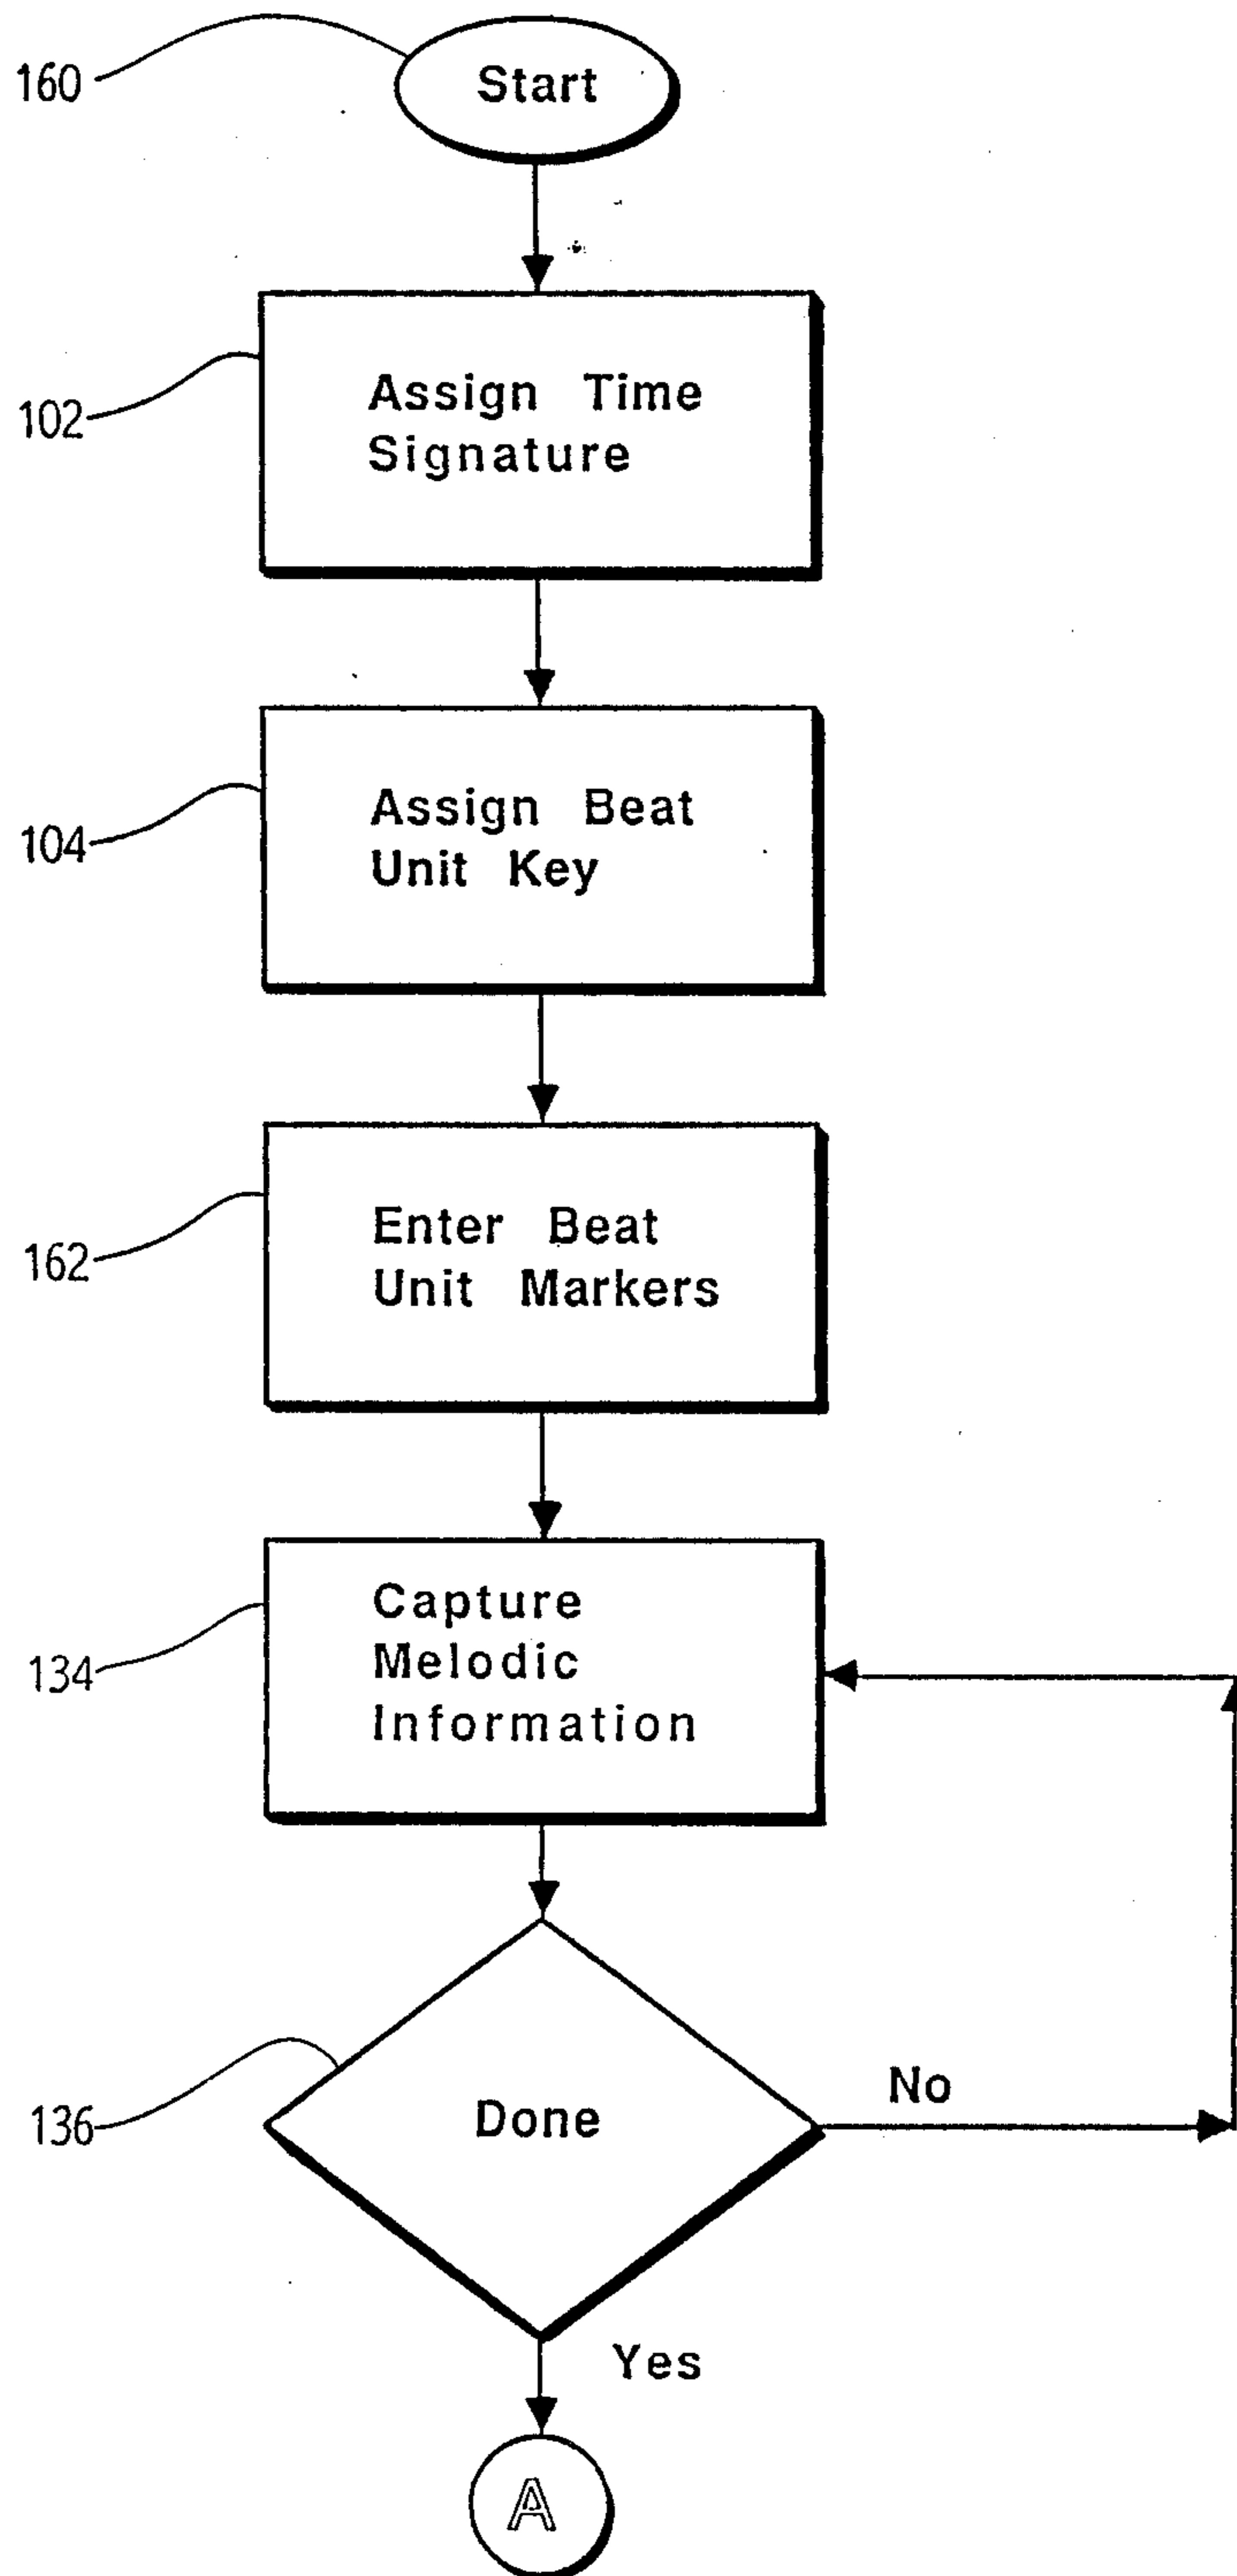 160
Start
102
Assign Time
Signature
104
Assign Beat
Unit Key
162
Enter Beat
Unit Markers
134
Capture
Melodic
Information
136
Done
No
Yes
A